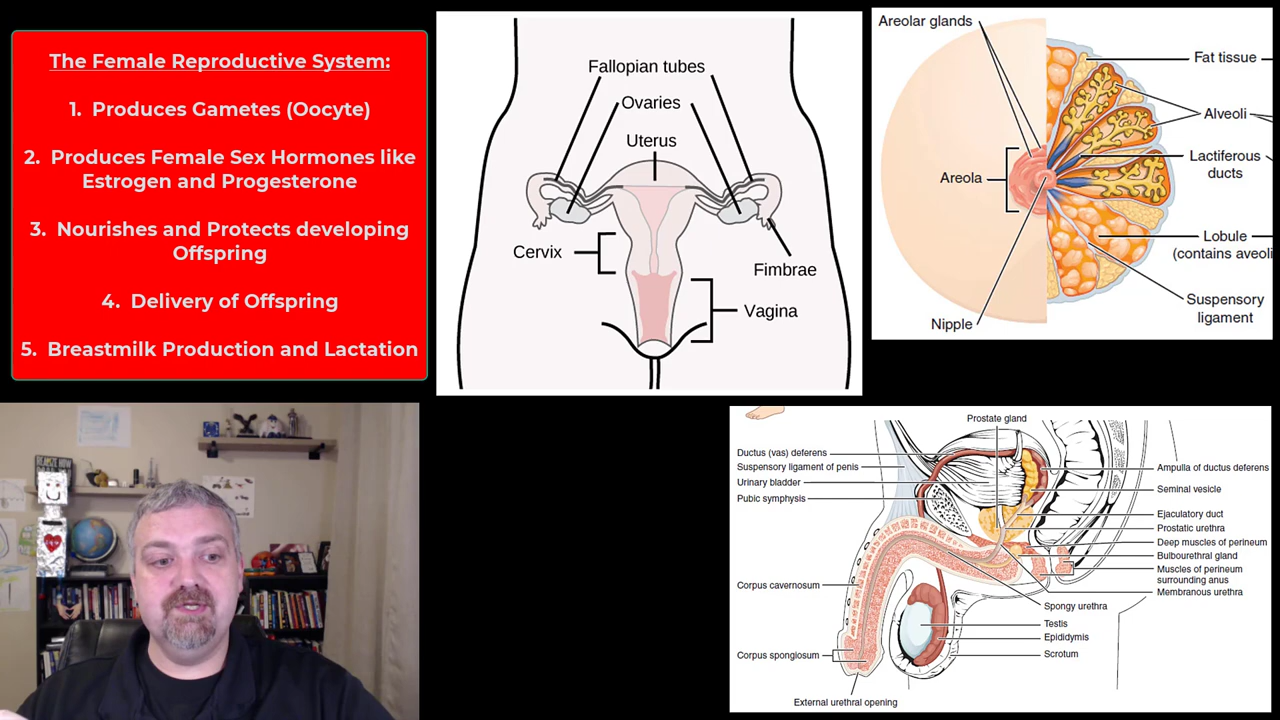 The Female Reproductive System:
1. Produces Gametes (Oocyte)
2. Produces Female Sex Hormones like
Estrogen and Progesterone
3. Nourishes and Protects developing
Offspring
4. Delivery of Offspring
5. Breastmilk Production and Lactation
Fallopian tubes
Ovaries
Uterus
Cervix
Fimbrae
Vagina
Areolar glands
Fat tissue
Alveoli
Lactiferous
ducts
Areola
Lobule
(contains aveoli
Suspensory
ligament
Nipple
Prostate gland
Ductus (vas) deferens
Suspensory ligament of penis
Urinary bladder
Pubic symphysis
Corpus cavernosum
Corpus spongiosum
External urethral opening
Ampulla of ductus deferens
Seminal vesicle
Ejaculatory duct
Prostatic urethra
Deep muscles of perineum
Bulbourethral gland
Muscles of perineum
surrounding anus
Membranous urethra
Spongy urethra
Testis
Epididymis
Scrotum